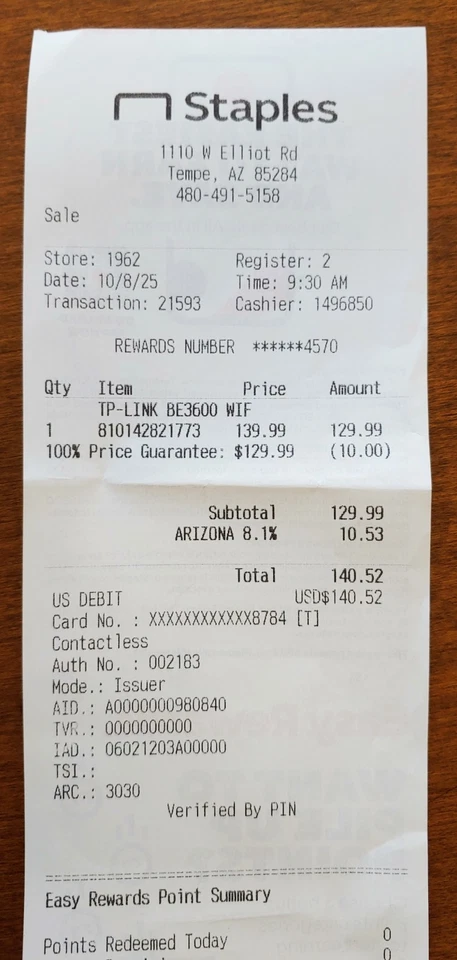 Staples
1110 W Elliot Rd
Tempe, AZ 85284
480-491-5158
Sale
Store: 1962 Register: 2
Date: 10/8/25 Time: 9:30 AM
Transaction: 21593 Cashier: 1496850
REWARDS NUMBER ******4570
Qty Item Price Amount
TP-LINK BE3600 WIF
1 810142821773 139.99 129.99
100% Price Guarantee: $129.99 (10.00)
Subtotal 129.99
ARIZONA 8.1% 10.53
Total 140.52
US DEBIT USD$140.52
Card No. : XXXXXXXXXXXX8784 [T]
Contactless
Auth No. : 002183
Mode.: Issuer
AID.: A0000000980840
TVR.: 0000000000
IAD.: 06021203A00000
TSI.:
ARC.: 3030
Verified By PIN
Easy Rewards Point Summary
Points Redeemed Today 0
0